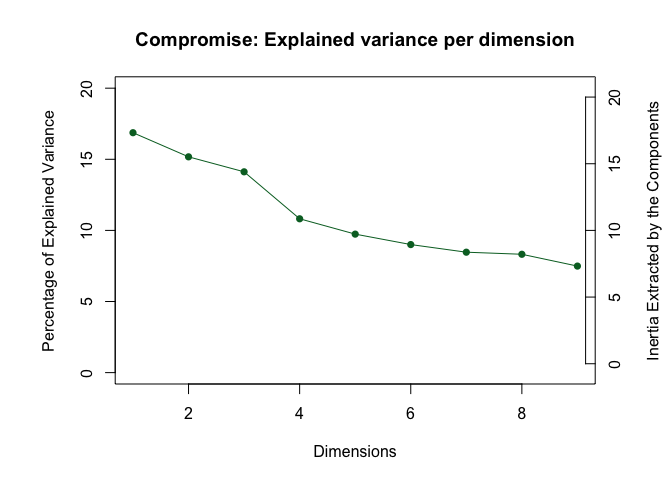 Compromise: Explained variance per dimension
Percentage of Explained Variance
20
15
10
5
0
20
15
10
5
0
Inertia Extracted by the Components
2 4 6 8
Dimensions